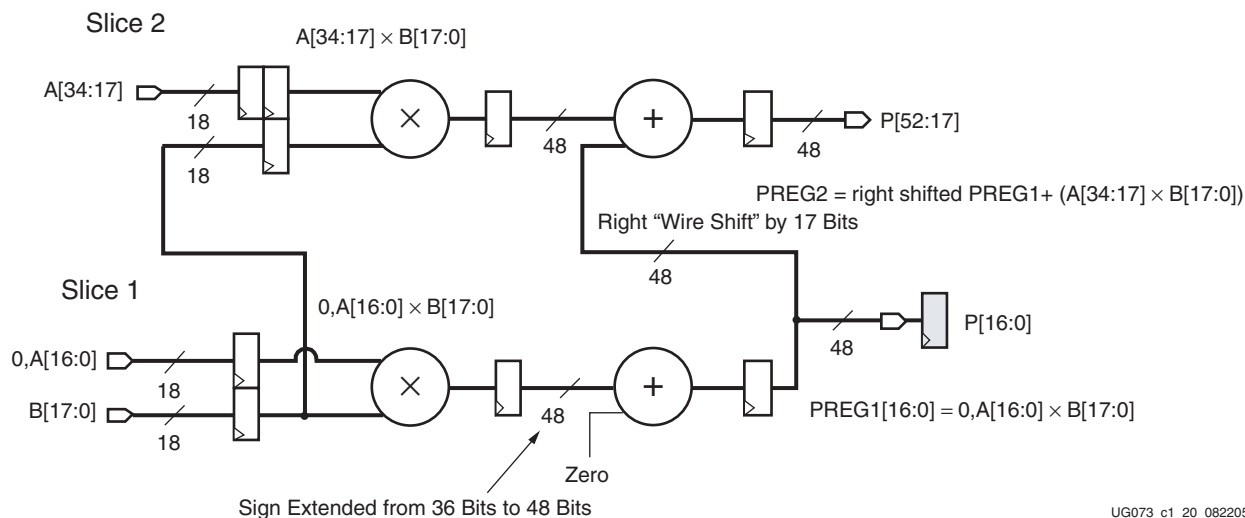 Slice 2
A[34:17] × B[17:0]
A[34:17]
18
18
×
48
+
48
P[52:17]
PREG2 = right shifted PREG1+ (A[34:17] × B[17:0])
Right “Wire Shift” by 17 Bits
48
Slice 1
0,A[16:0] × B[17:0]
48
P[16:0]
0,A[16:0]
18
B[17:0]
18
×
48
+
PREG1[16:0] = 0,A[16:0] × B[17:0]
Zero
Sign Extended from 36 Bits to 48 Bits
UG073_c1_20_082205